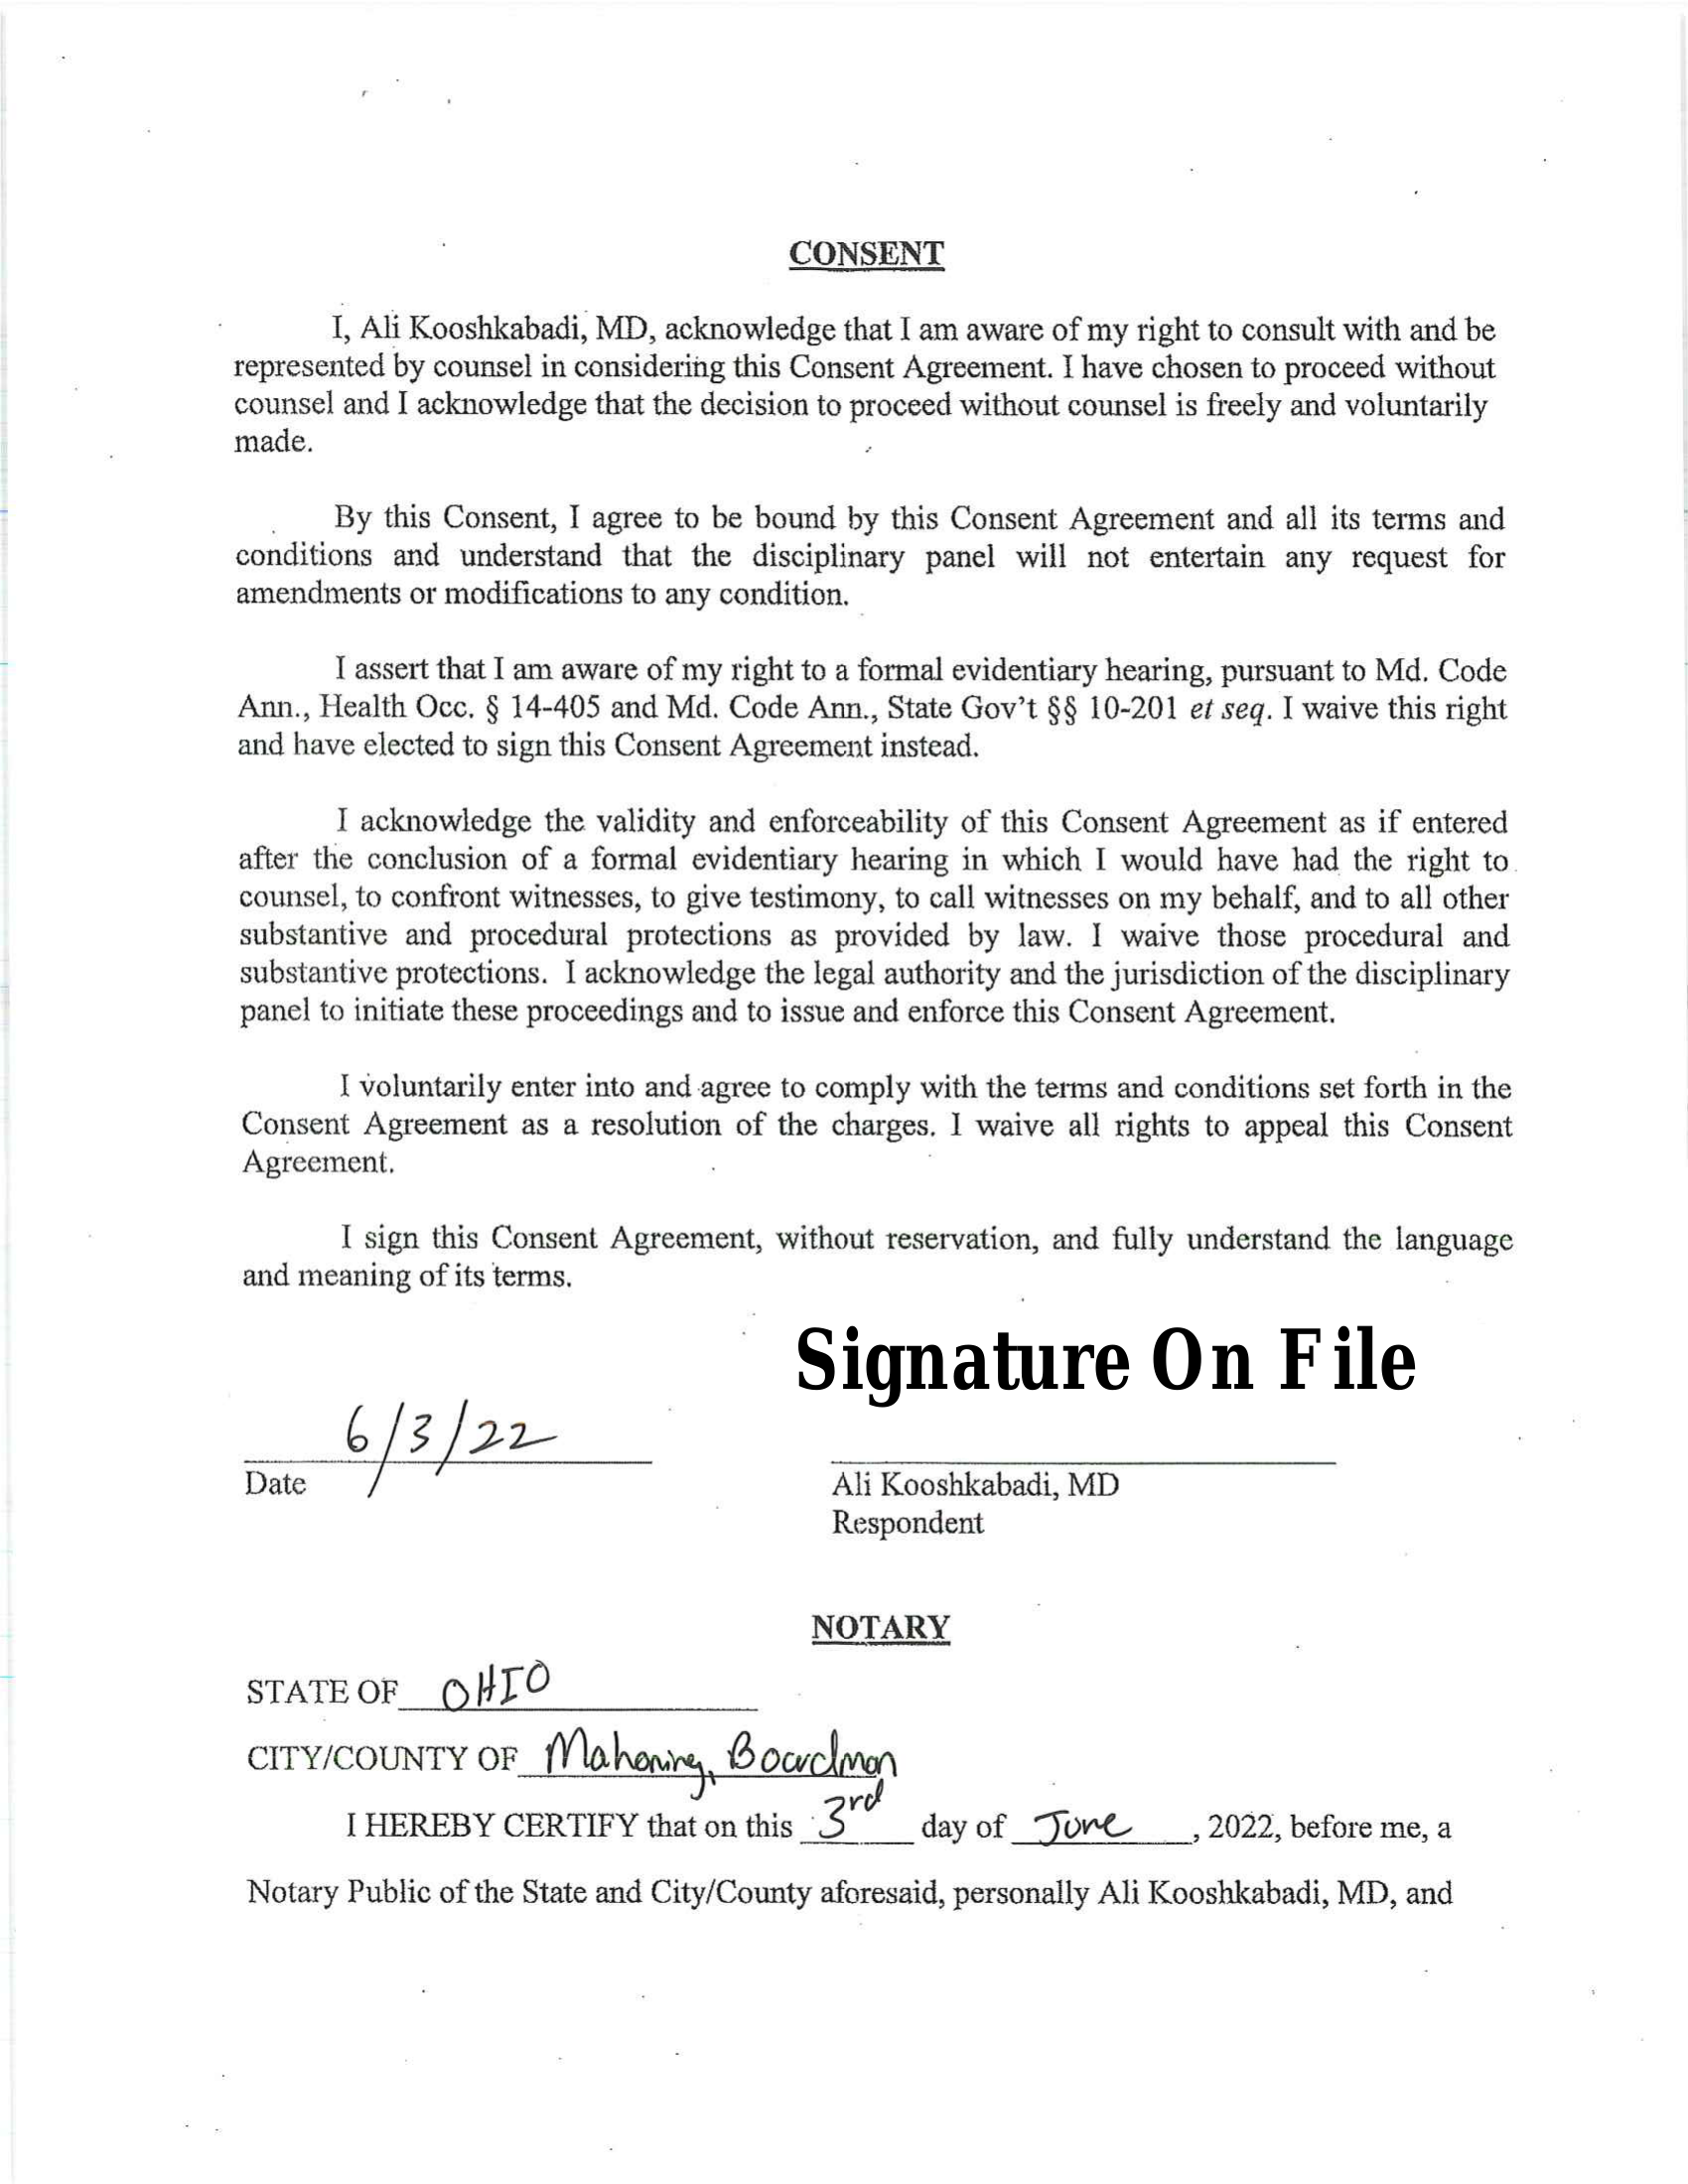 CONSENT
I, Ali Kooshkabadi, MD, acknowledge that I am aware of my right to consult with and be
represented by counsel in considering this Consent Agreement. I have chosen to proceed without
counsel and I acknowledge that the decision to proceed without counsel is freely and voluntarily
made.
By this Consent, I agree to be bound by this Consent Agreement and all its terms and
conditions and understand that the disciplinary panel will not entertain any request for
amendments or modifications to any condition.
I assert that I am aware of my right to a formal evidentiary hearing, pursuant to Md. Code
Ann., Health Occ. § 14-405 and Md. Code Ann., State Gov't §§ 10-201 et seq. I waive this right
and have elected to sign this Consent Agreement instead.
I acknowledge the validity and enforceability of this Consent Agreement as if entered
after the conclusion of a formal evidentiary hearing in which I would have had the right to
counsel, to confront witnesses, to give testimony, to call witnesses on my behalf, and to all other
substantive and procedural protections as provided by law. I waive those procedural and
substantive protections. I acknowledge the legal authority and the jurisdiction of the disciplinary
panel to initiate these proceedings and to issue and enforce this Consent Agreement.
I voluntarily enter into and agree to comply with the terms and conditions set forth in the
Consent Agreement as a resolution of the charges. I waive all rights to appeal this Consent
Agreement.
I sign this Consent Agreement, without reservation, and fully understand the language
and meaning of its terms.
Signature On File
6/3/22
Date
Ali Kooshkabadi, MD
Respondent
NOTARY
STATE OF OHIO
CITY/COUNTY OF Mahoning, Boardman
I HEREBY CERTIFY that on this 3rd day of June, 2022, before me, a
Notary Public of the State and City/County aforesaid, personally Ali Kooshkabadi, MD, and